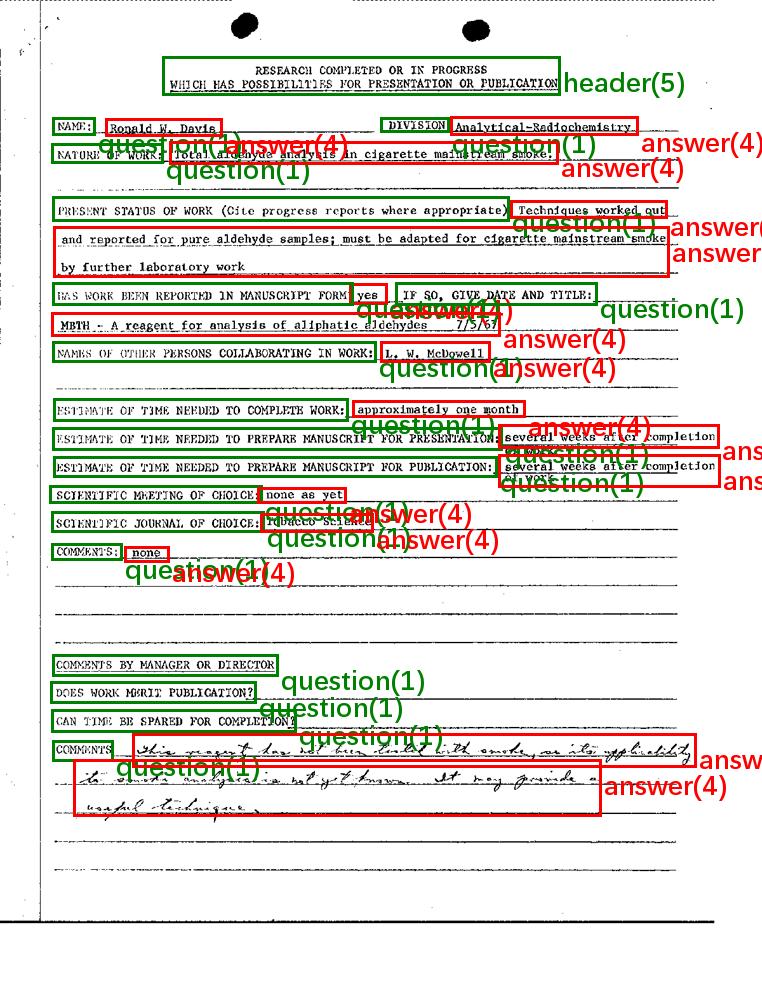 RESEARCH COMPLETED OR IN PROGRESS
WHICH HAS POSSIBILITIES FOR PRESENTATION OR PUBLICATION header(5)
NAME: Ronald W. Davis DIVISION Analytical-Radiochemistry
question(1) answer(4) question(1) answer(4)
NATURE OF WORK: Total aldehyde analysis in cigarette mainstream smoke.
question(1) answer(4)
PRESENT STATUS OF WORK (Cite progress reports where appropriate) Techniques worked out
question(1) answer(
and reported for pure aldehyde samples; must be adapted for cigarette mainstream smoke
by further laboratory work answer
HAS WORK BEEN REPORTED IN MANUSCRIPT FORM yes IF SO, GIVE DATE AND TITLE:
question(1) answer(4) question(1)
MBTH - A reagent for analysis of aliphatic aldehydes 7/5/67
answer(4)
NAMES OF OTHER PERSONS COLLABORATING IN WORK: L. W. McDowell
question(1) answer(4)
ESTIMATE OF TIME NEEDED TO COMPLETE WORK: approximately one month
question(1) answer(4)
ESTIMATE OF TIME NEEDED TO PREPARE MANUSCRIPT FOR PRESENTATION: several weeks after completion
question(1) ans
ESTIMATE OF TIME NEEDED TO PREPARE MANUSCRIPT FOR PUBLICATION: several weeks after completion
of work
question(1) ans
SCIENTIFIC MEETING OF CHOICE: none as yet
question(1) answer(4)
SCIENTIFIC JOURNAL OF CHOICE: Tobacco Science
question(1) answer(4)
COMMENTS: none
question(1) answer(4)
COMMENTS BY MANAGER OR DIRECTOR
question(1)
DOES WORK MERIT PUBLICATION?
question(1)
CAN TIME BE SPARED FOR COMPLETION?
question(1)
COMMENTS This reagent has not been tested with smoke, so its applicability
question(1) answ
to smoke analysis is not yet known. It may provide a
answer(4)
useful technique.